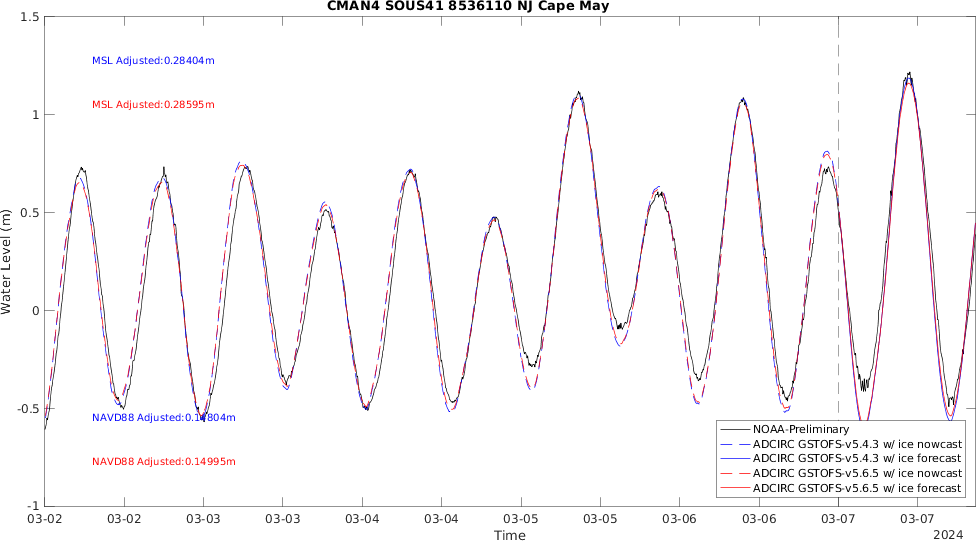 CMAN4 SOUS41 8536110 NJ Cape May
1.5
1
0.5
0
-0.5
-1
Water Level (m)
MSL Adjusted:0.28404m
MSL Adjusted:0.28595m
NAVD88 Adjusted:0.14804m
NAVD88 Adjusted:0.14995m
NOAA-Preliminary
ADCIRC GSTOFS-v5.4.3 w/ ice nowcast
ADCIRC GSTOFS-v5.4.3 w/ ice forecast
ADCIRC GSTOFS-v5.6.5 w/ ice nowcast
ADCIRC GSTOFS-v5.6.5 w/ ice forecast
03-02 03-02 03-03 03-03 03-04 03-04 03-05 03-05 03-06 03-06 03-07 03-07
Time
2024